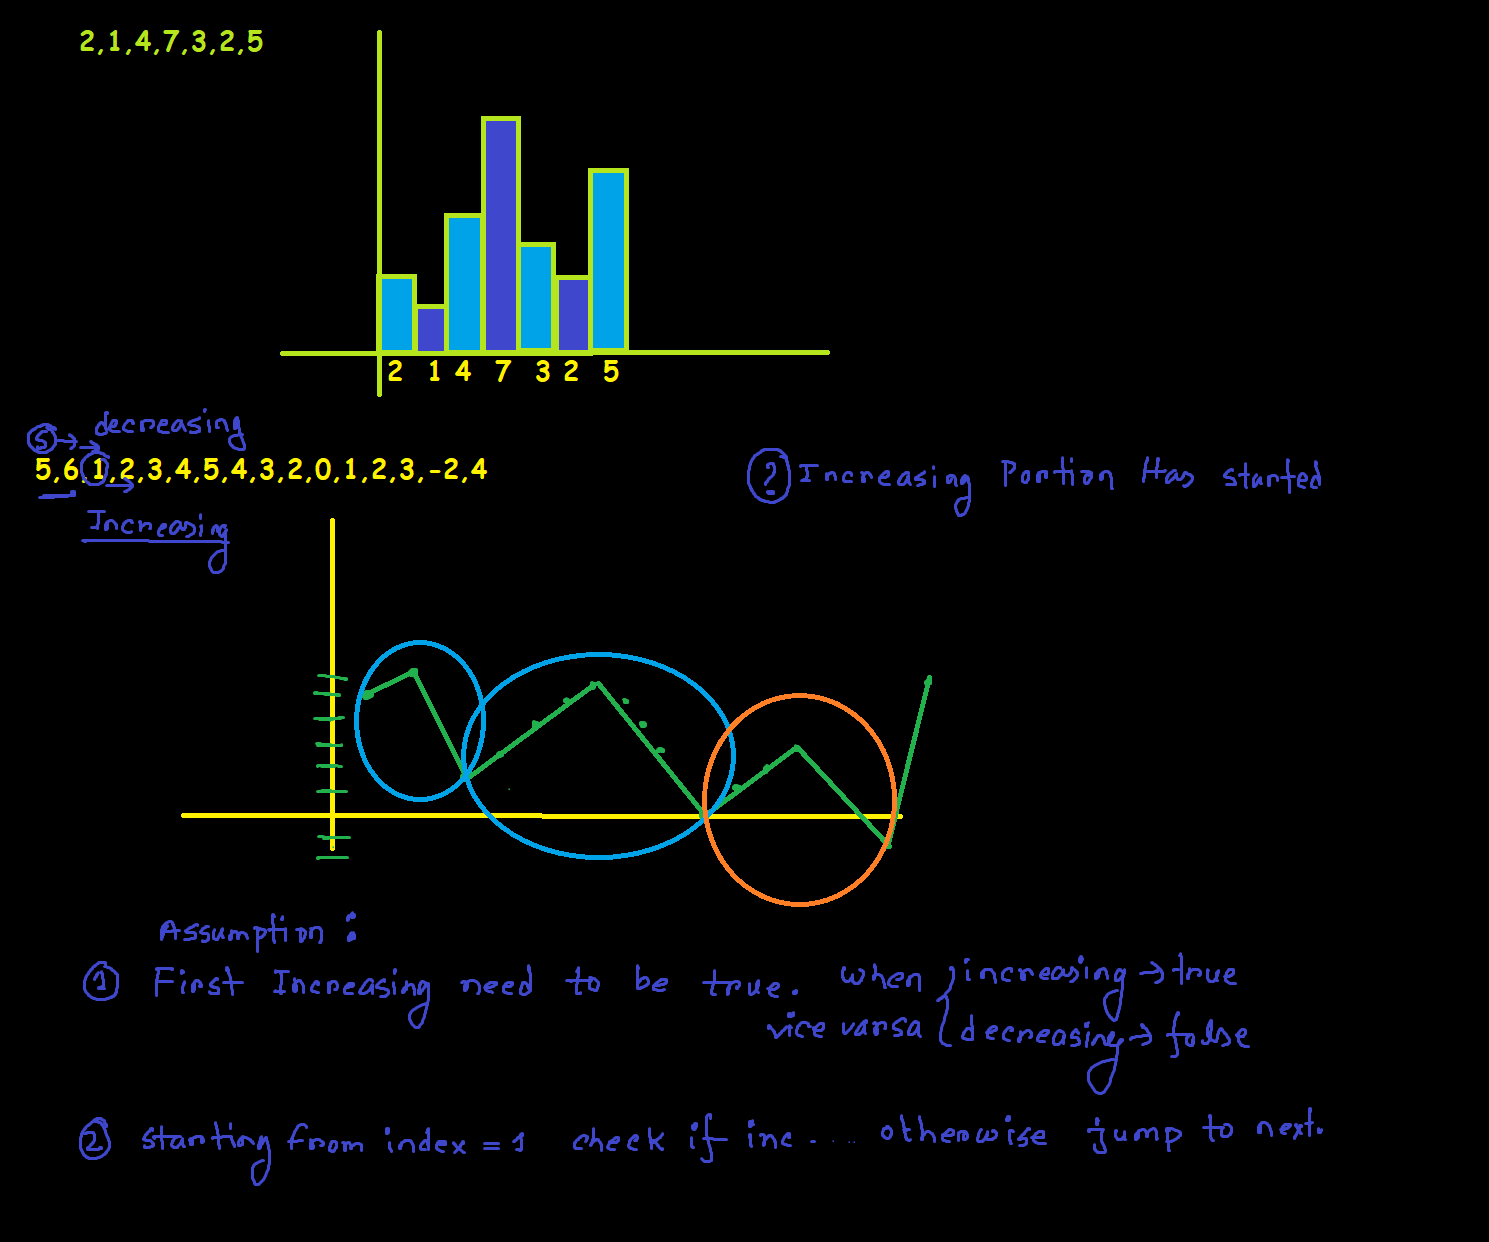 2,1,4,7,3,2,5
2 1 4 7 3 2 5
5 decreasing
5,6,1,2,3,4,5,4,3,2,0,1,2,3,-2,4
Increasing
? Increasing Portion Has started
Assumption :
1 First Increasing need to be true. when increasing → true
vice varsa decreasing → false
2 starting from index = 1 check if inc ..... otherwise jump to next.